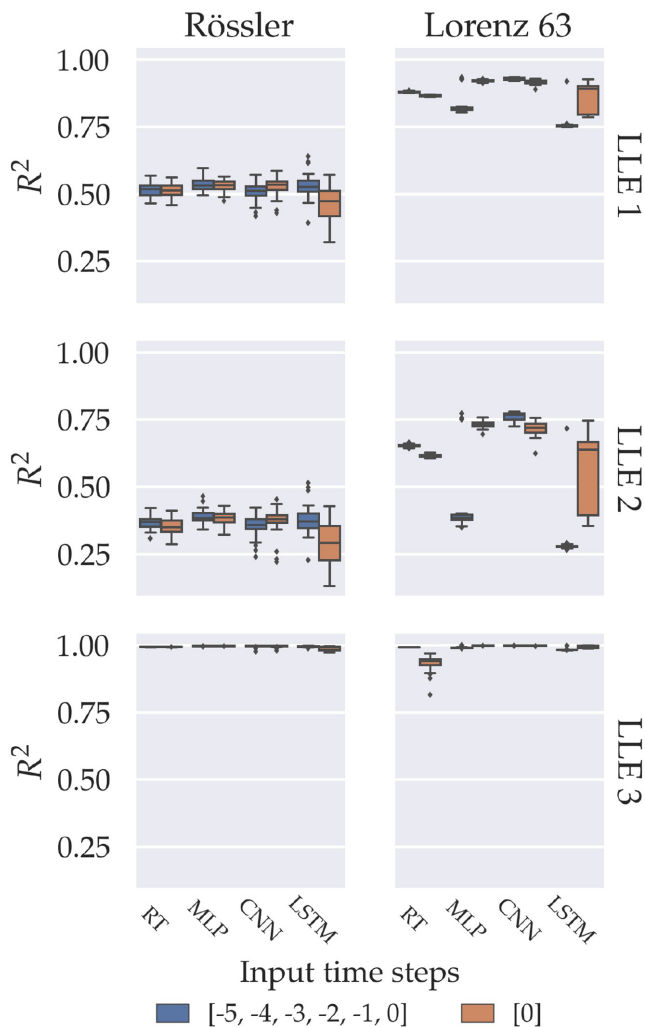 Rössler Lorenz 63
1.00
0.75
R² LLE 1
0.50
0.25
1.00
0.75
R² LLE 2
0.50
0.25
1.00
0.75
R² LLE 3
0.50
0.25
RT MLP CNN LSTM RT MLP CNN LSTM
Input time steps
[-5, -4, -3, -2, -1, 0] [0]